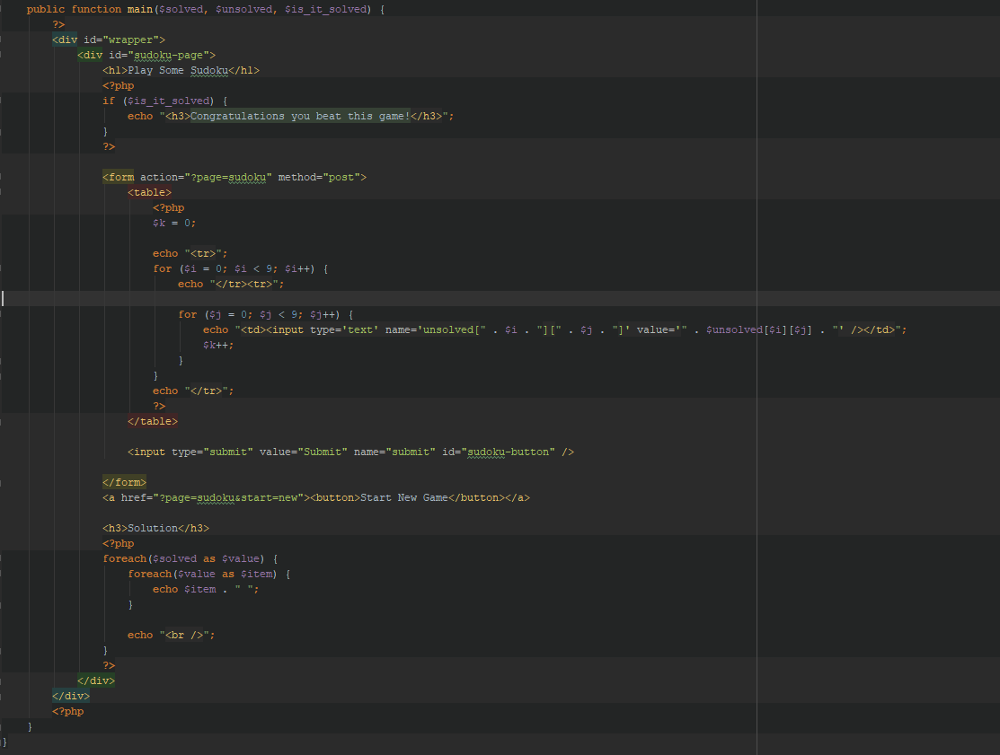 public function main($solved, $unsolved, $is_it_solved) {
?>
<div id="wrapper">
<div id="sudoku-page">
<h1>Play Some Sudoku</h1>
<?php
if ($is_it_solved) {
echo "<h3>Congratulations you beat this game!</h3>";
}
?>
<form action="?page=sudoku" method="post">
<table>
<?php
$k = 0;
echo "<tr>";
for ($i = 0; $i < 9; $i++) {
echo "</tr><tr>";
for ($j = 0; $j < 9; $j++) {
echo "<td><input type='text' name='unsolved[" . $i . "][" . $j . "]' value='" . $unsolved[$i][$j] . "' /></td>";
$k++;
}
}
echo "</tr>";
?>
</table>
<input type="submit" value="Submit" name="submit" id="sudoku-button" />
</form>
<a href="?page=sudoku&start=new"><button>Start New Game</button></a>
<h3>Solution</h3>
<?php
foreach($solved as $value) {
foreach($value as $item) {
echo $item . " ";
}
echo "<br />";
}
?>
</div>
</div>
<?php
}
}